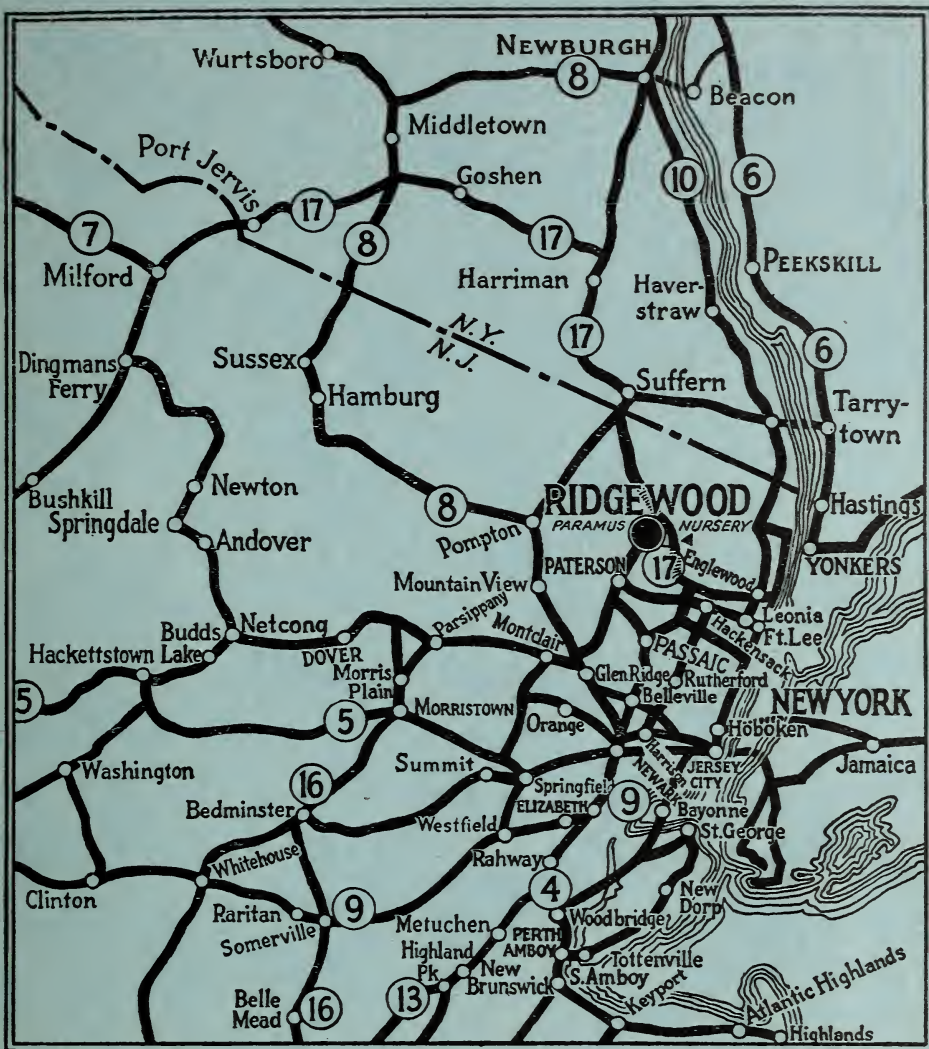 Wurtsboro
NEWBURGH
8
Beacon
Middletown
Port Jervis
Goshen
10
6
17
7
8
17
Milford
Harriman
PEEKSKILL
Haver-
straw
N.Y.
N.J.
17
6
Dingmans
Ferry
Sussex
Hamburg
Suffern
Tarry-
town
Bushkill
Newton
Springdale
Andover
8
Pompton
RIDGEWOOD
PARAMUS NURSERY
Hastings
YONKERS
PATERSON
17
Englewood
Mountain View
Leonia
Ft. Lee
Hackensack
Parsippany
Montclair
PASSAIC
Budds
Lake
Netcong
DOVER
Hackettstown
Morris
Plain
Glen Ridge
Rutherford
Belleville
5
5
MORRISTOWN
Orange
NEW YORK
Hoboken
Harrison
NEWARK
JERSEY
CITY
Jamaica
Washington
16
Summit
Springfield
ELIZABETH
9
Bayonne
St. George
Bedminster
Westfield
Rahway
Whitehouse
Clinton
4
New
Dorp
Raritan
Somerville
9
Metuchen
Woodbridge
PERTH
AMBOY
Highland
Pk
Tottenville
S. Amboy
New
Brunswick
13
Keyport
Atlantic Highlands
Highlands
Belle
Mead
16